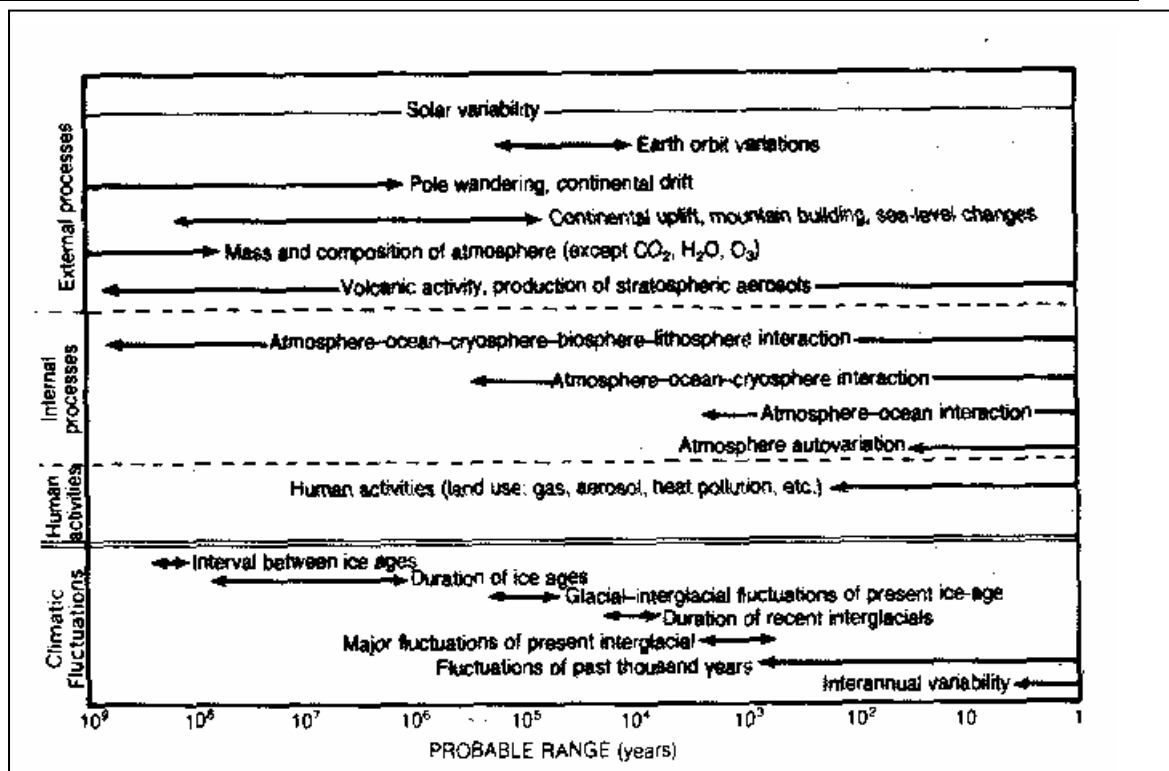 Solar variability
Earth orbit variations
Pole wandering, continental drift
Continental uplift, mountain building, sea-level changes
Mass and composition of atmosphere (except CO₂, H₂O, O₃)
Volcanic activity, production of stratospheric aerosols
External processes
Atmosphere–ocean–cryosphere–biosphere–lithosphere interaction
Atmosphere–ocean–cryosphere interaction
Atmosphere–ocean interaction
Atmosphere autovariation
Internal
processes
Human activities (land use: gas, aerosol, heat pollution, etc.)
Human
activities
Interval between ice ages
Duration of ice ages
Glacial–interglacial fluctuations of present ice-age
Duration of recent interglacials
Major fluctuations of present interglacial
Fluctuations of past thousand years
Interannual variability
Climatic
Fluctuations
10⁹ 10⁸ 10⁷ 10⁶ 10⁵ 10⁴ 10³ 10² 10 1
PROBABLE RANGE (years)